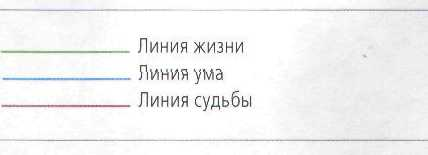 Линия жизни
Линия ума
Линия судьбы